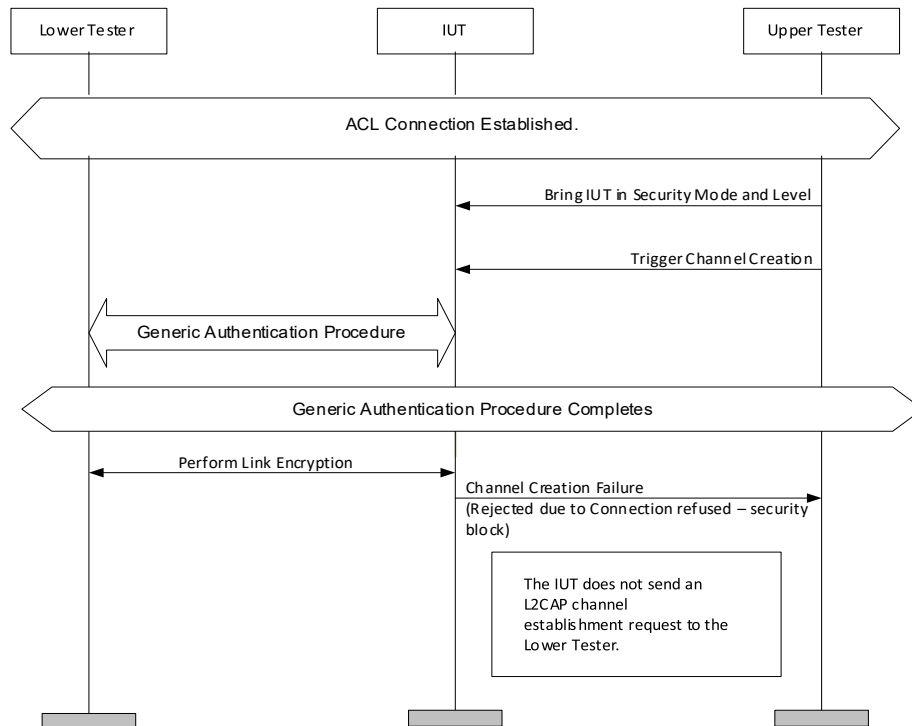 Lower Tester
IUT
Upper Tester
ACL Connection Established.
Bring IUT in Security Mode and Level
Trigger Channel Creation
Generic Authentication Procedure
Generic Authentication Procedure Completes
Perform Link Encryption
Channel Creation Failure
(Rejected due to Connection refused – security
block)
The IUT does not send an
L2CAP channel
establishment request to the
Lower Tester.